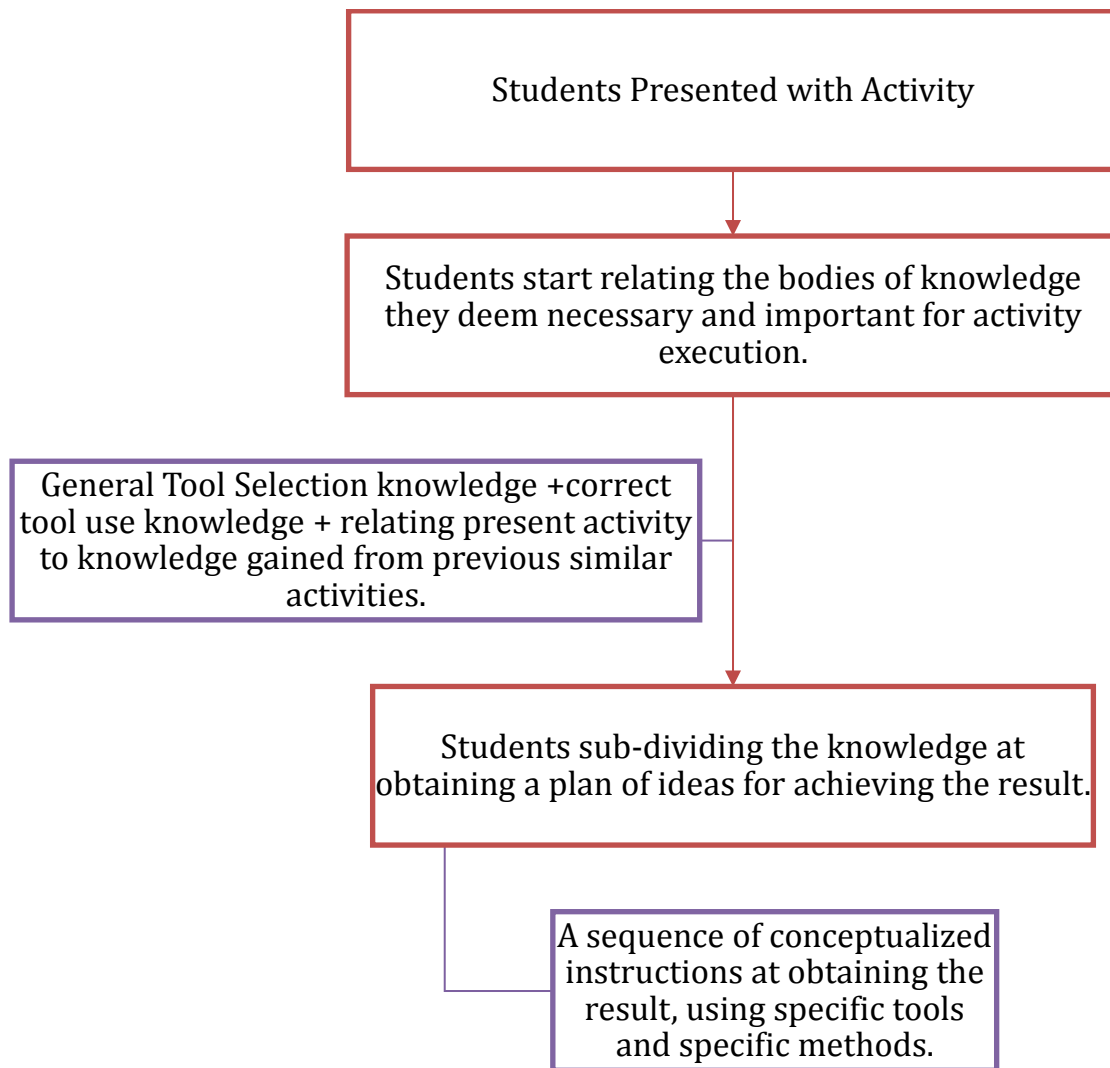 Students Presented with Activity
Students start relating the bodies of knowledge
they deem necessary and important for activity
execution.
General Tool Selection knowledge +correct
tool use knowledge + relating present activity
to knowledge gained from previous similar
activities.
Students sub-dividing the knowledge at
obtaining a plan of ideas for achieving the result.
A sequence of conceptualized
instructions at obtaining the
result, using specific tools
and specific methods.